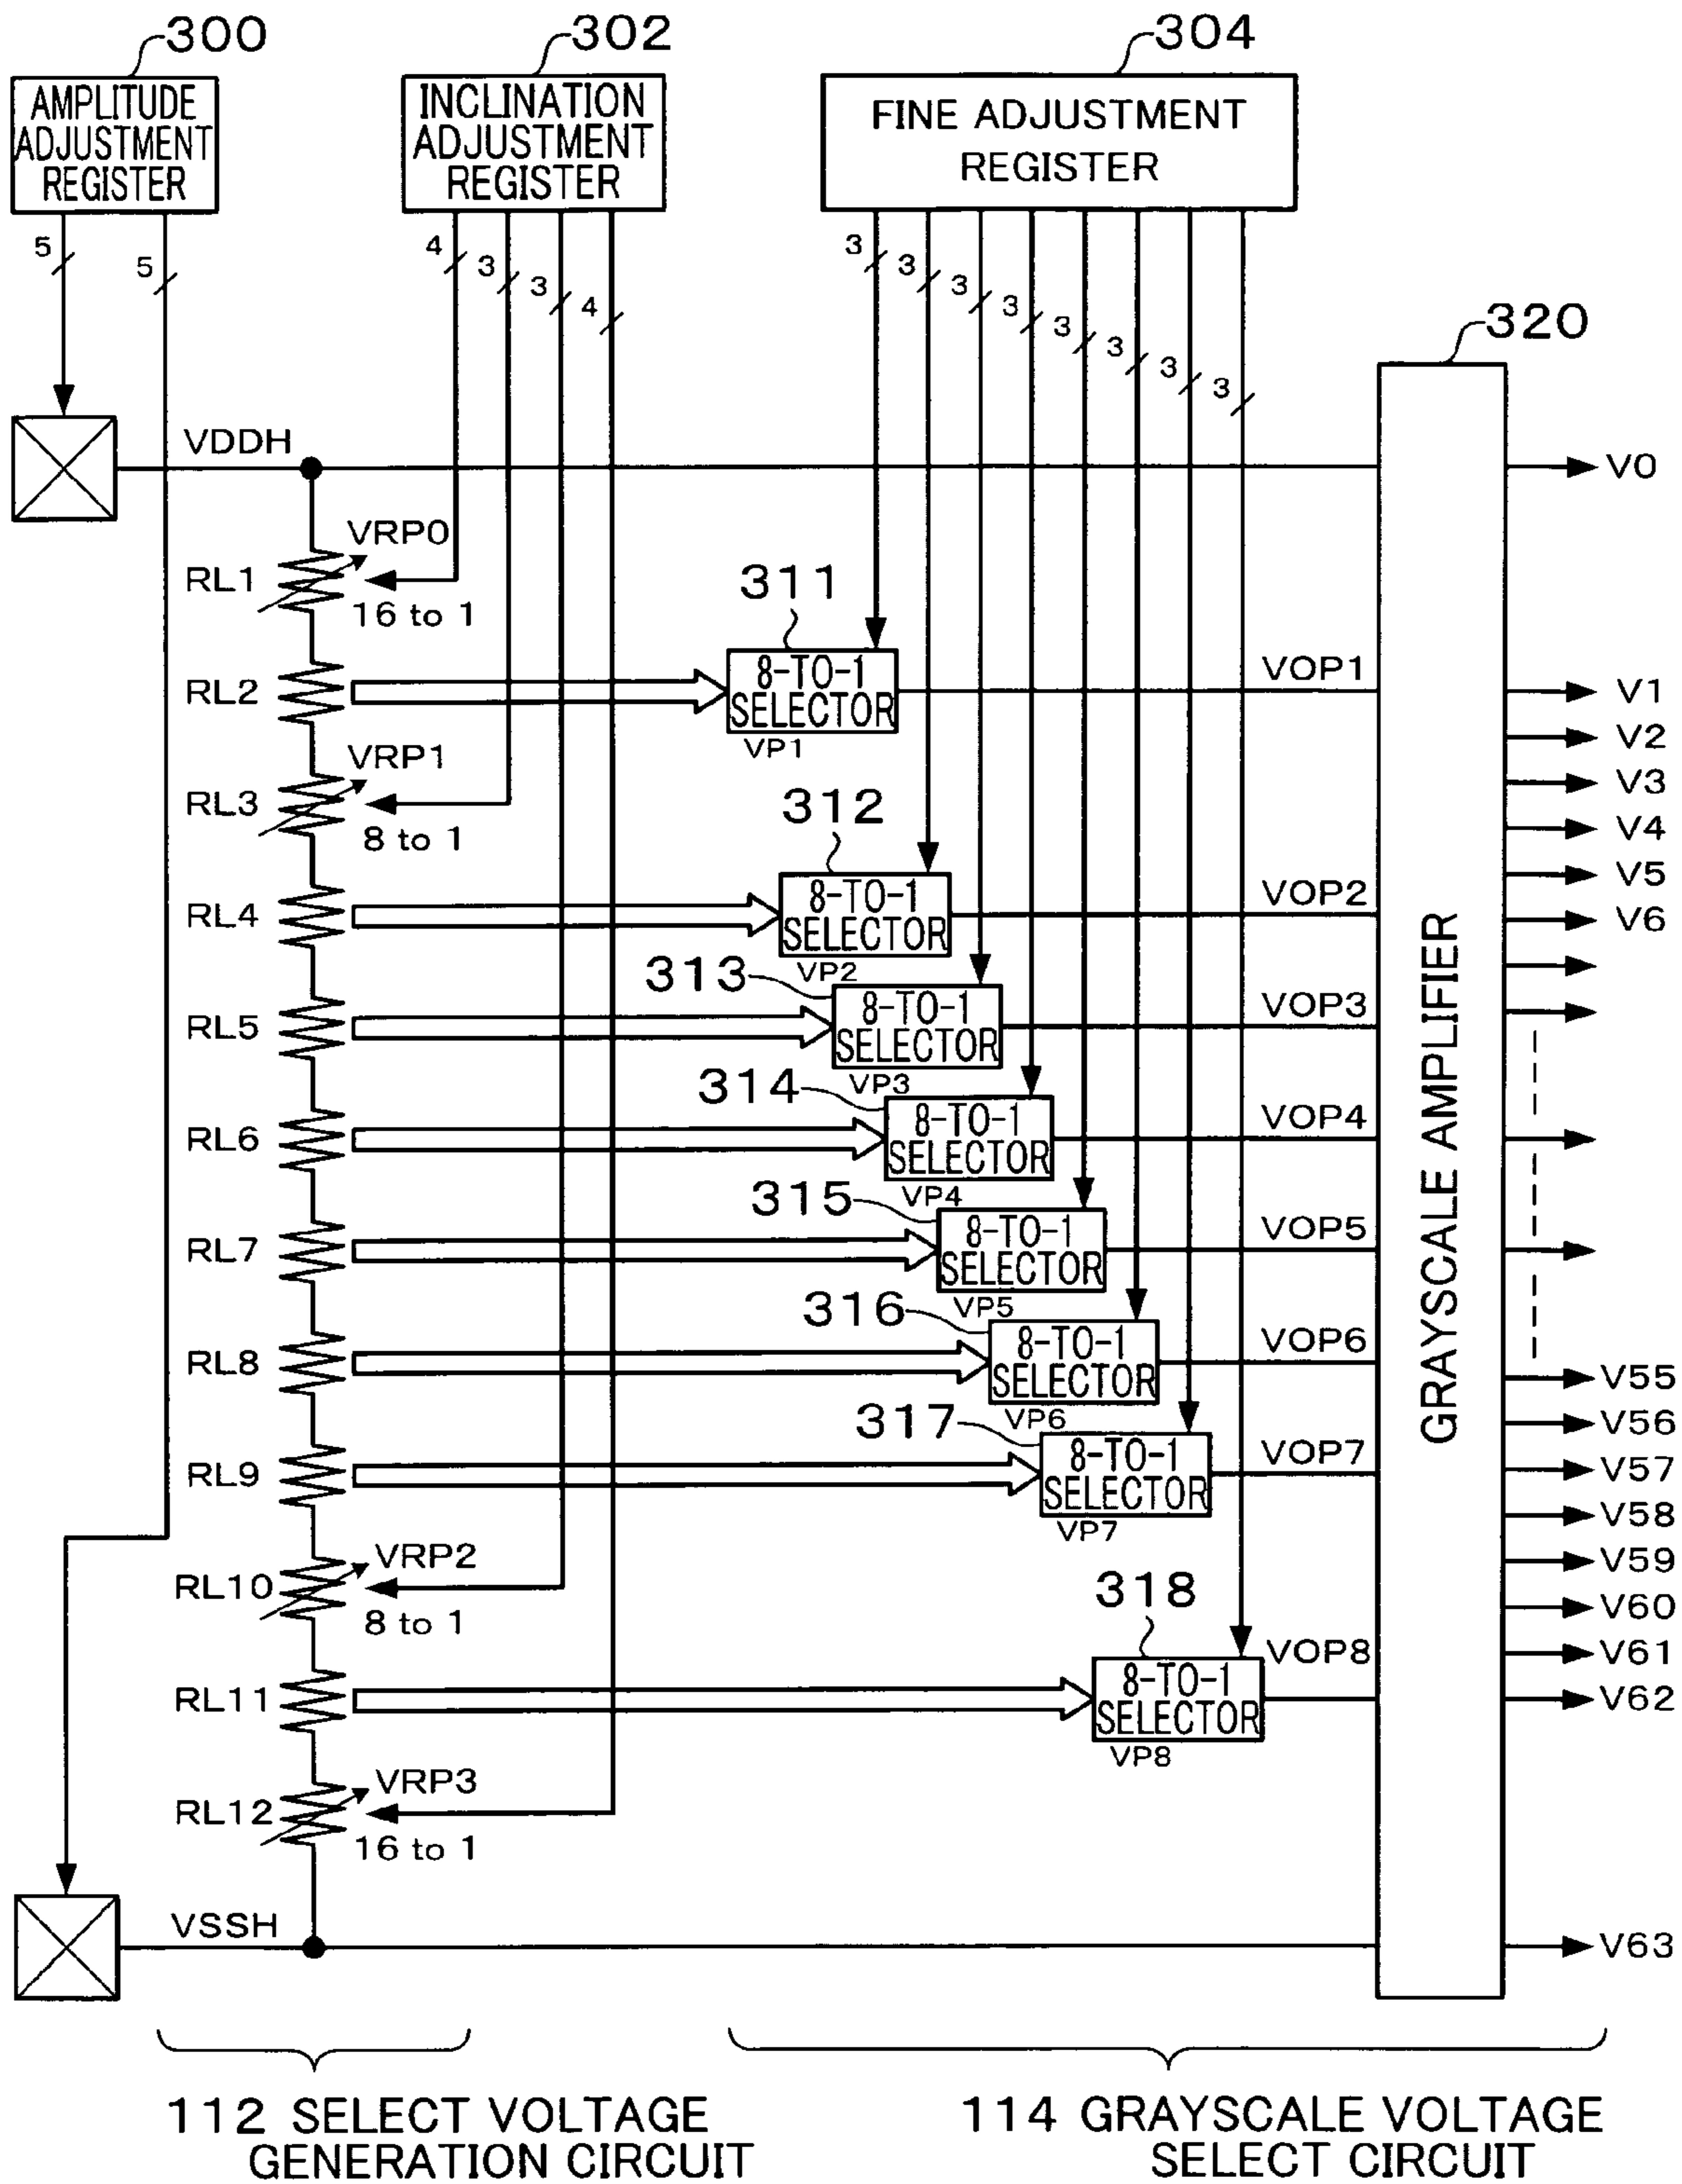 300
302
304
AMPLITUDE
ADJUSTMENT
REGISTER
INCLINATION
ADJUSTMENT
REGISTER
FINE ADJUSTMENT
REGISTER
5
5
4
3
3
4
3
3
3
3
3
3
3
3
320
VDDH
V0
VRP0
RL1
16 to 1
311
RL2
8-TO-1
SELECTOR
VP1
VOP1
V1
V2
VRP1
V3
RL3
8 to 1
312
V4
V5
RL4
8-TO-1
SELECTOR
VP2
VOP2
V6
313
RL5
8-TO-1
SELECTOR
VP3
VOP3
314
RL6
8-TO-1
SELECTOR
VP4
VOP4
GRAYSCALE AMPLIFIER
315
RL7
8-TO-1
SELECTOR
VP5
VOP5
316
RL8
8-TO-1
SELECTOR
VP6
VOP6
V55
V56
317
RL9
8-TO-1
SELECTOR
VP7
VOP7
V57
V58
VRP2
V59
RL10
8 to 1
318
V60
V61
RL11
8-TO-1
SELECTOR
VP8
VOP8
V62
VRP3
RL12
16 to 1
VSSH
V63
112 SELECT VOLTAGE
GENERATION CIRCUIT
114 GRAYSCALE VOLTAGE
SELECT CIRCUIT